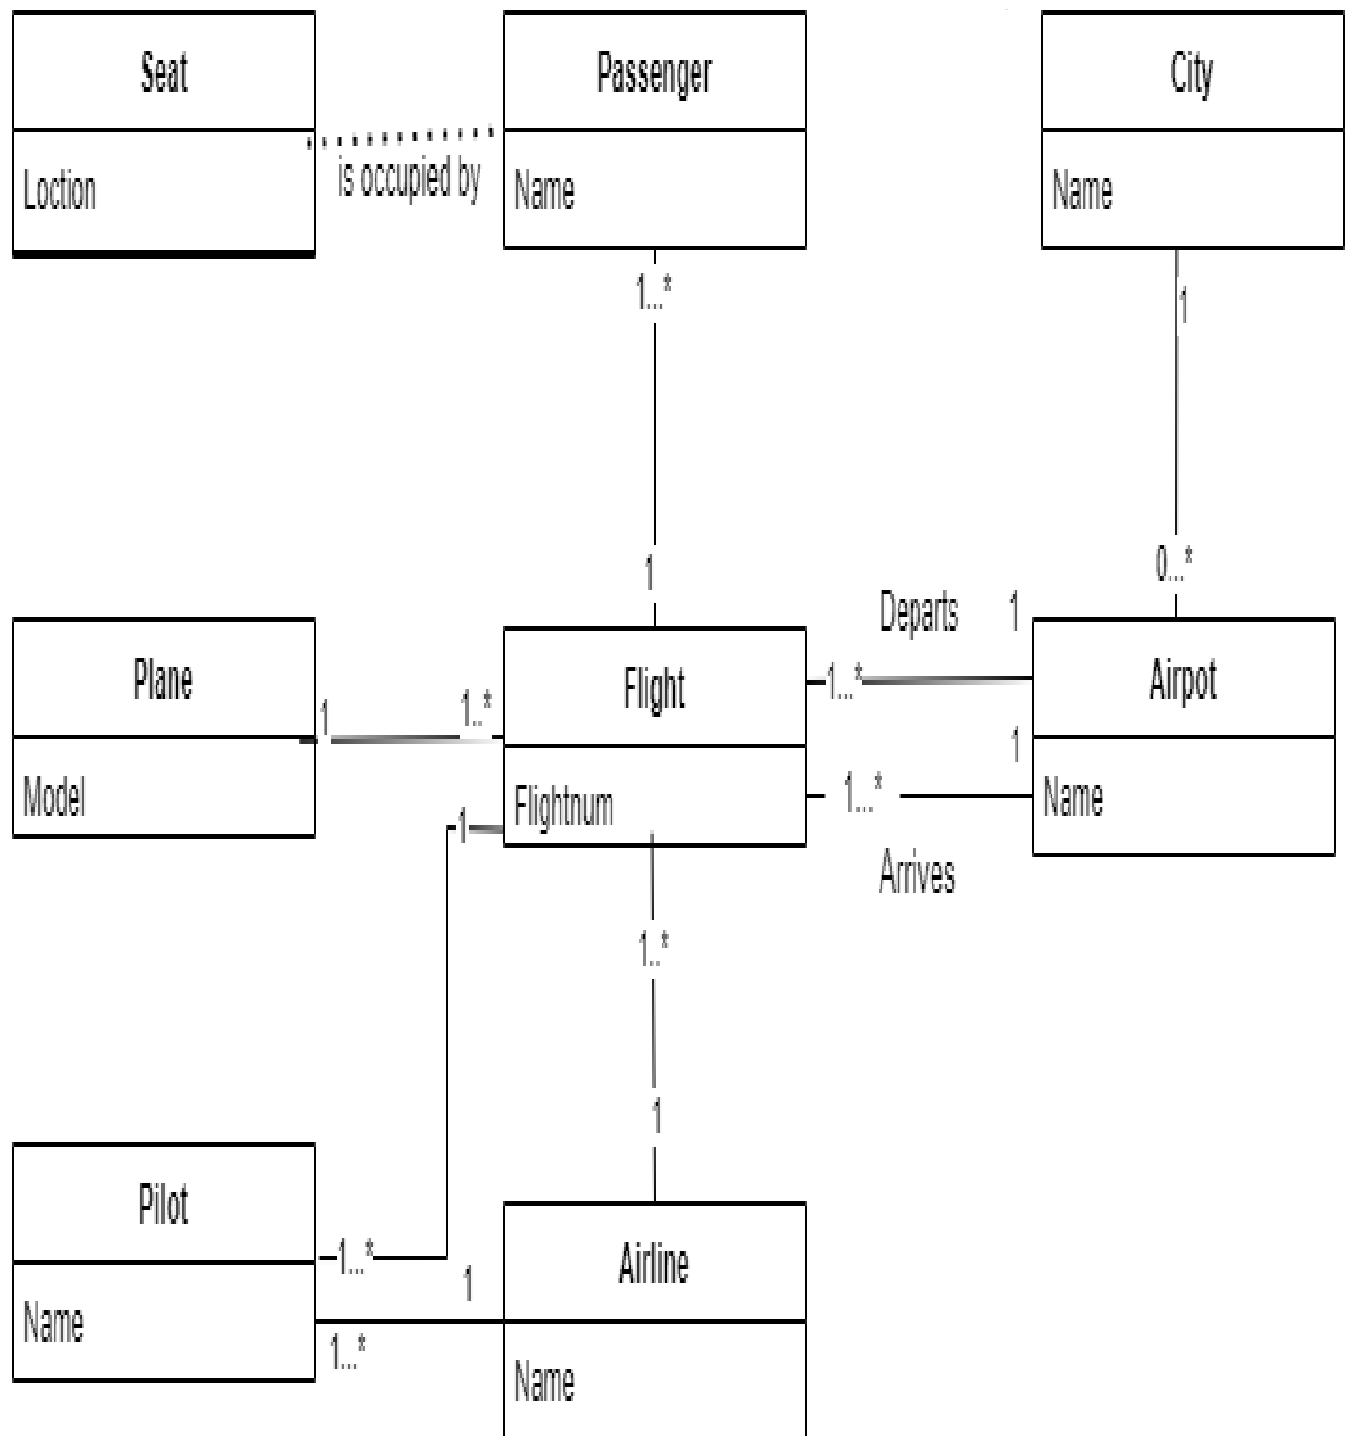 Seat
Passenger
City
Loction
is occupied by
Name
Name
1...*
1
1
0...*
Departs
1
Plane
1
1..*
Flight
1...*
Airpot
1
Model
1
Flightnum
1...*
Name
Arrives
1..*
1
Pilot
1...*
1
Airline
Name
1...*
Name